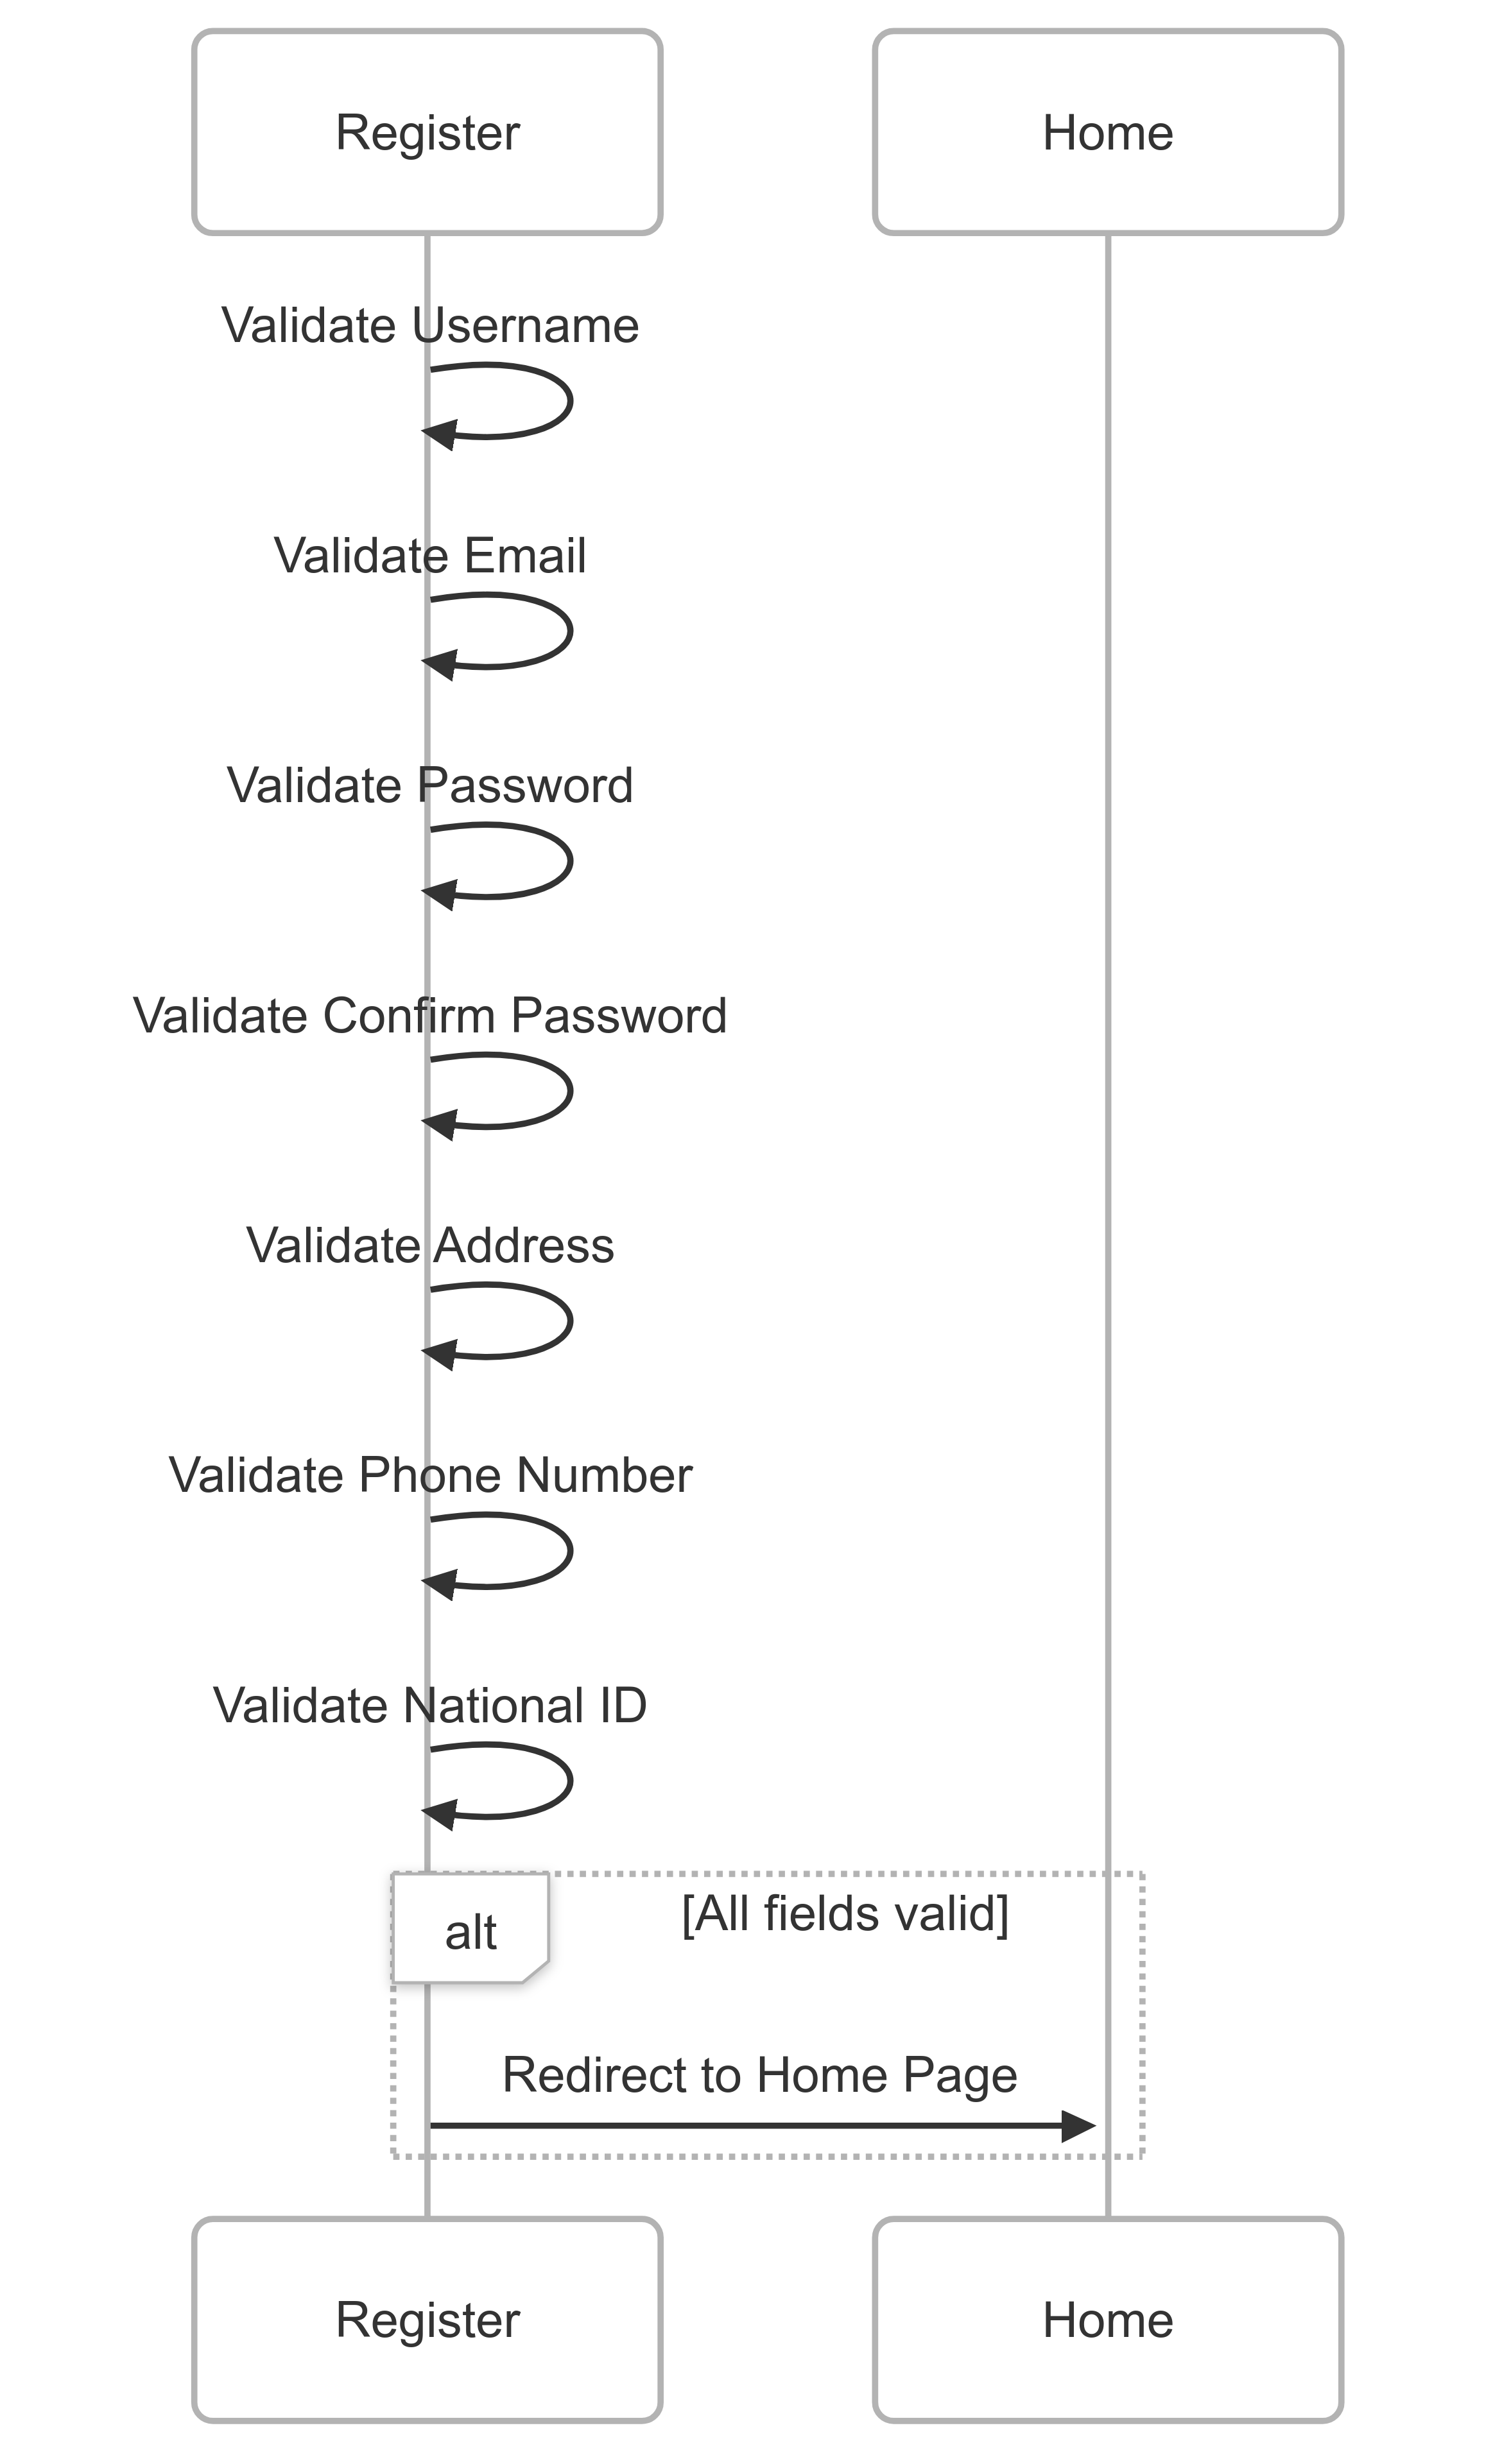 Register
Home
Validate Username
Validate Email
Validate Password
Validate Confirm Password
Validate Address
Validate Phone Number
Validate National ID
alt
[All fields valid]
Redirect to Home Page
Register
Home